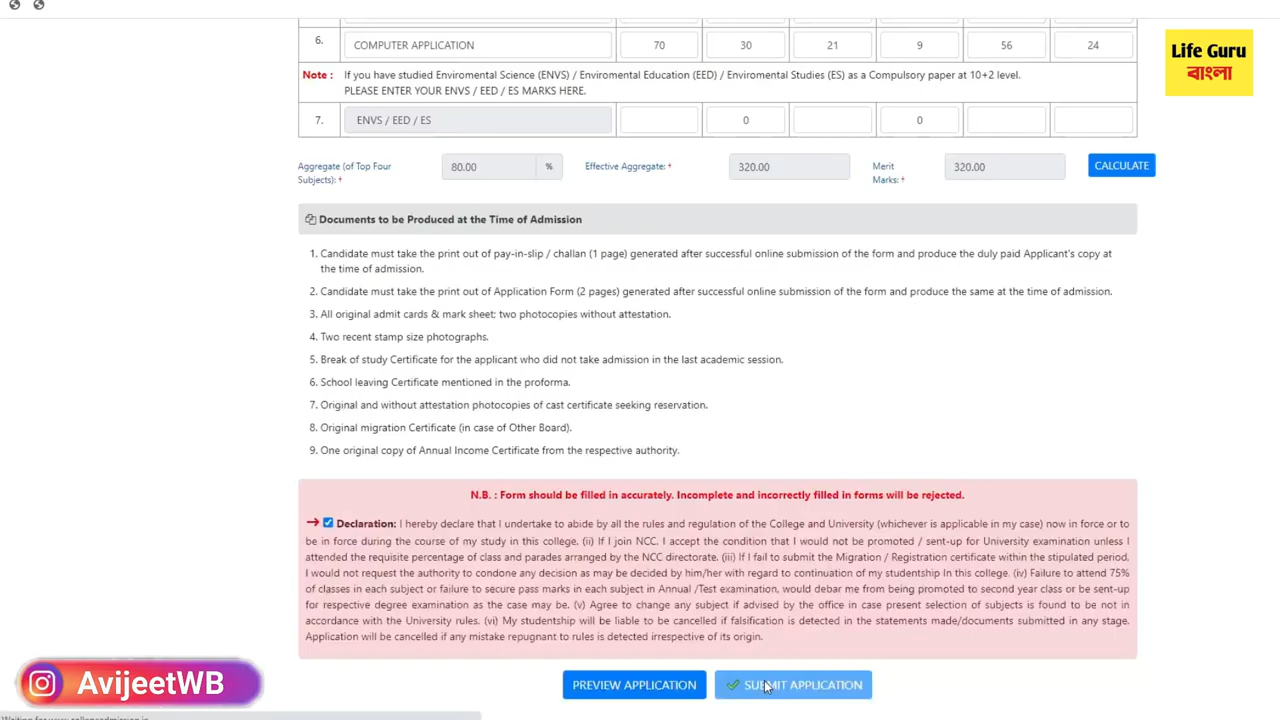 Life Guru
বাংলা
6. COMPUTER APPLICATION 70 30 21 9 56 24
Note : If you have studied Enviromental Science (ENVS) / Enviromental Education (EED) / Enviromental Studies (ES) as a Compulsory paper at 10+2 level.
PLEASE ENTER YOUR ENVS / EED / ES MARKS HERE.
7. ENVS / EED / ES 0 0
Aggregate (of Top Four Subjects): * 80.00 % Effective Aggregate: * 320.00 Merit Marks: * 320.00 CALCULATE
Documents to be Produced at the Time of Admission
1. Candidate must take the print out of pay-in-slip / challan (1 page) generated after successful online submission of the form and produce the duly paid Applicant's copy at
the time of admission.
2. Candidate must take the print out of Application Form (2 pages) generated after successful online submission of the form and produce the same at the time of admission.
3. All original admit cards & mark sheet; two photocopies without attestation.
4. Two recent stamp size photographs.
5. Break of study Certificate for the applicant who did not take admission in the last academic session.
6. School leaving Certificate mentioned in the proforma.
7. Original and without attestation photocopies of cast certificate seeking reservation.
8. Original migration Certificate (in case of Other Board).
9. One original copy of Annual Income Certificate from the respective authority.
N.B. : Form should be filled in accurately. Incomplete and incorrectly filled in forms will be rejected.
Declaration: I hereby declare that I undertake to abide by all the rules and regulation of the College and University (whichever is applicable in my case) now in force or to
be in force during the course of my study in this college. (ii) If I join NCC. I accept the condition that I would not be promoted / sent-up for University examination unless I
attended the requisite percentage of class and parades arranged by the NCC directorate. (iii) If I fail to submit the Migration / Registration certificate within the stipulated period.
I would not request the authority to condone any decision as may be decided by him/her with regard to continuation of my studentship In this college. (iv) Failure to attend 75%
of classes in each subject or failure to secure pass marks in each subject in Annual /Test examination, would debar me from being promoted to second year class or be sent-up
for respective degree examination as the case may be. (v) Agree to change any subject if advised by the office in case present selection of subjects is found to be not in
accordance with the University rules. (vi) My studentship will be liable to be cancelled if falsification is detected in the statements made/documents submitted in any stage.
Application will be cancelled if any mistake repugnant to rules is detected irrespective of its origin.
PREVIEW APPLICATION SUBMIT APPLICATION
AvijeetWB